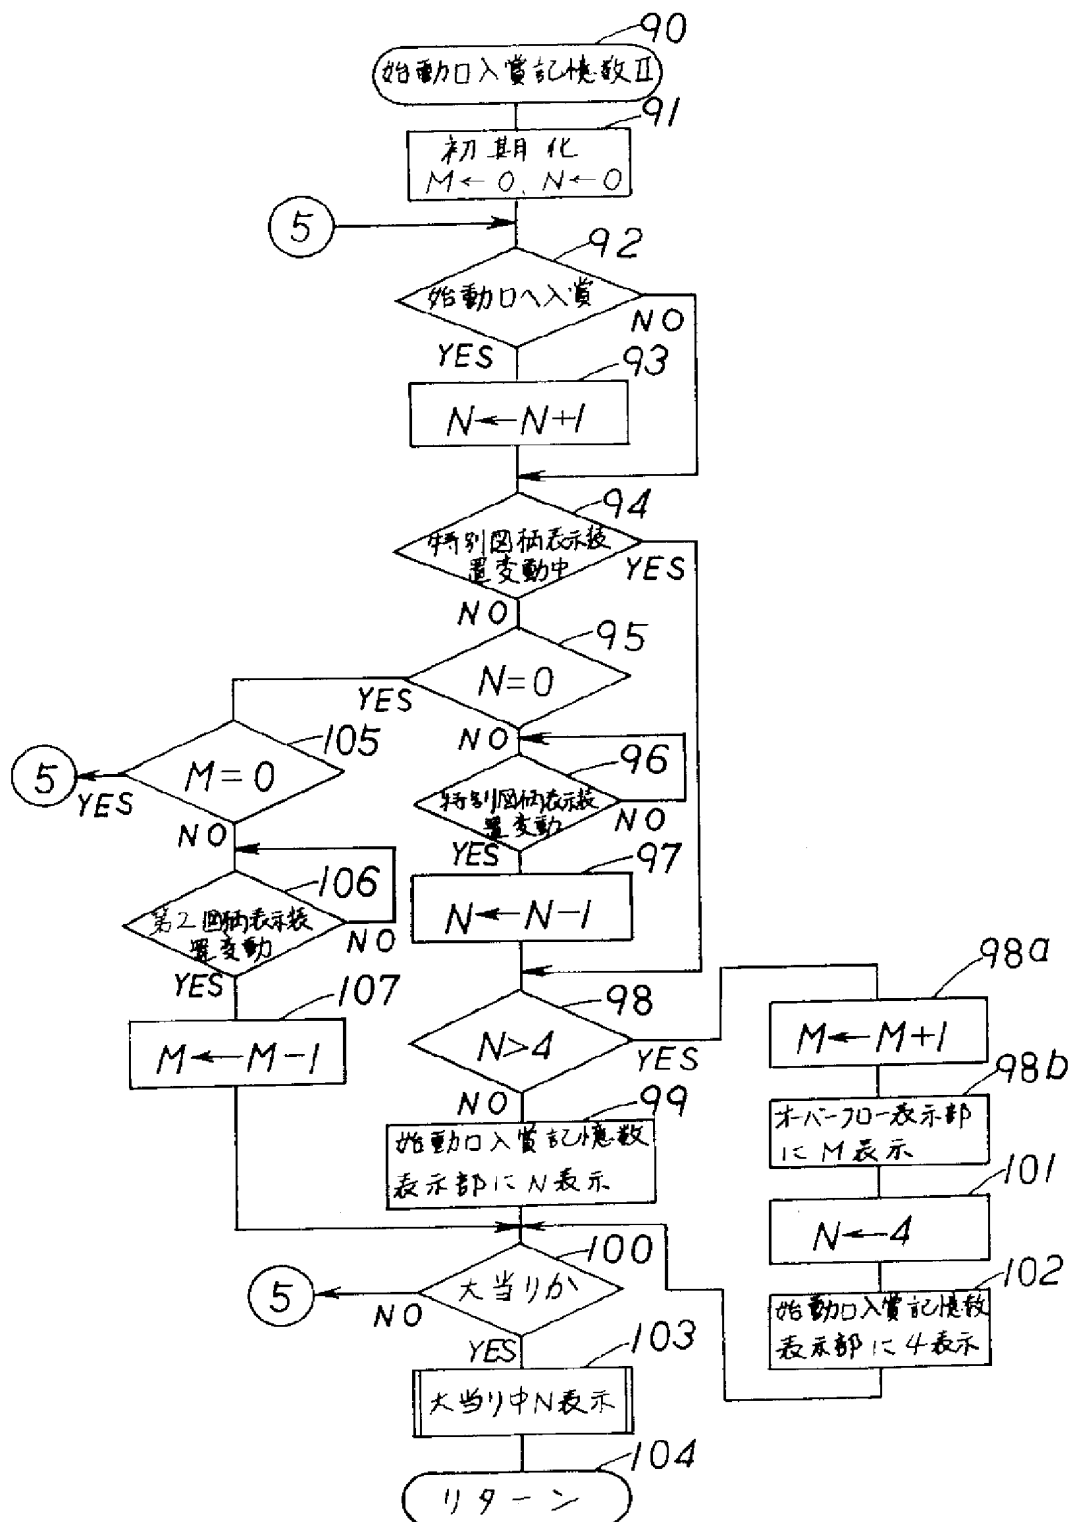 90
始動口入賞記憶数Ⅱ
91
初期化
M←0、N←0
5
92
始動口へ入賞
NO
YES
93
N←N+1
94
特別図柄表示装
置変動中
YES
NO
95
N=0
YES
NO
105
M=0
5
YES
NO
96
特別図柄表示装
置変動
NO
YES
97
N←N-1
106
第2図柄表示装
置変動
NO
YES
107
M←M-1
98
N>4
YES
NO
98a
M←M+1
98b
オーバーフロー表示部
にM表示
99
始動口入賞記憶数
表示部にN表示
101
N←4
100
大当りか
5
NO
YES
102
始動口入賞記憶数
表示部に4表示
103
大当り中N表示
104
リターン